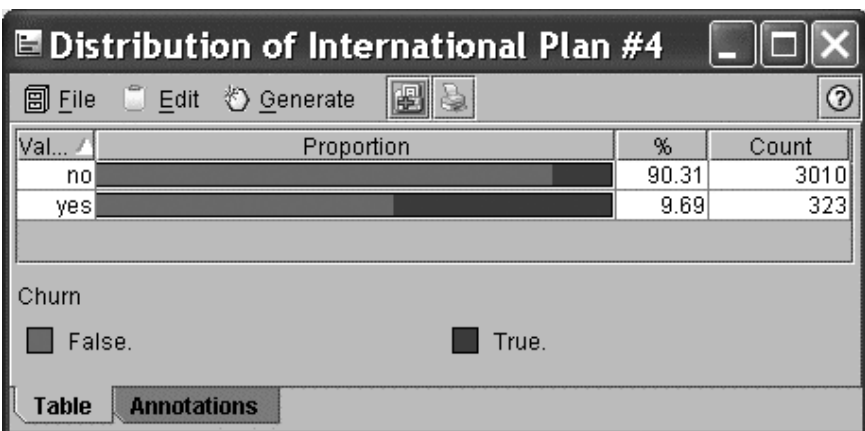 Distribution of International Plan #4
File Edit Generate
Val... Proportion % Count
no 90.31 3010
yes 9.69 323
Churn
False. True.
Table Annotations